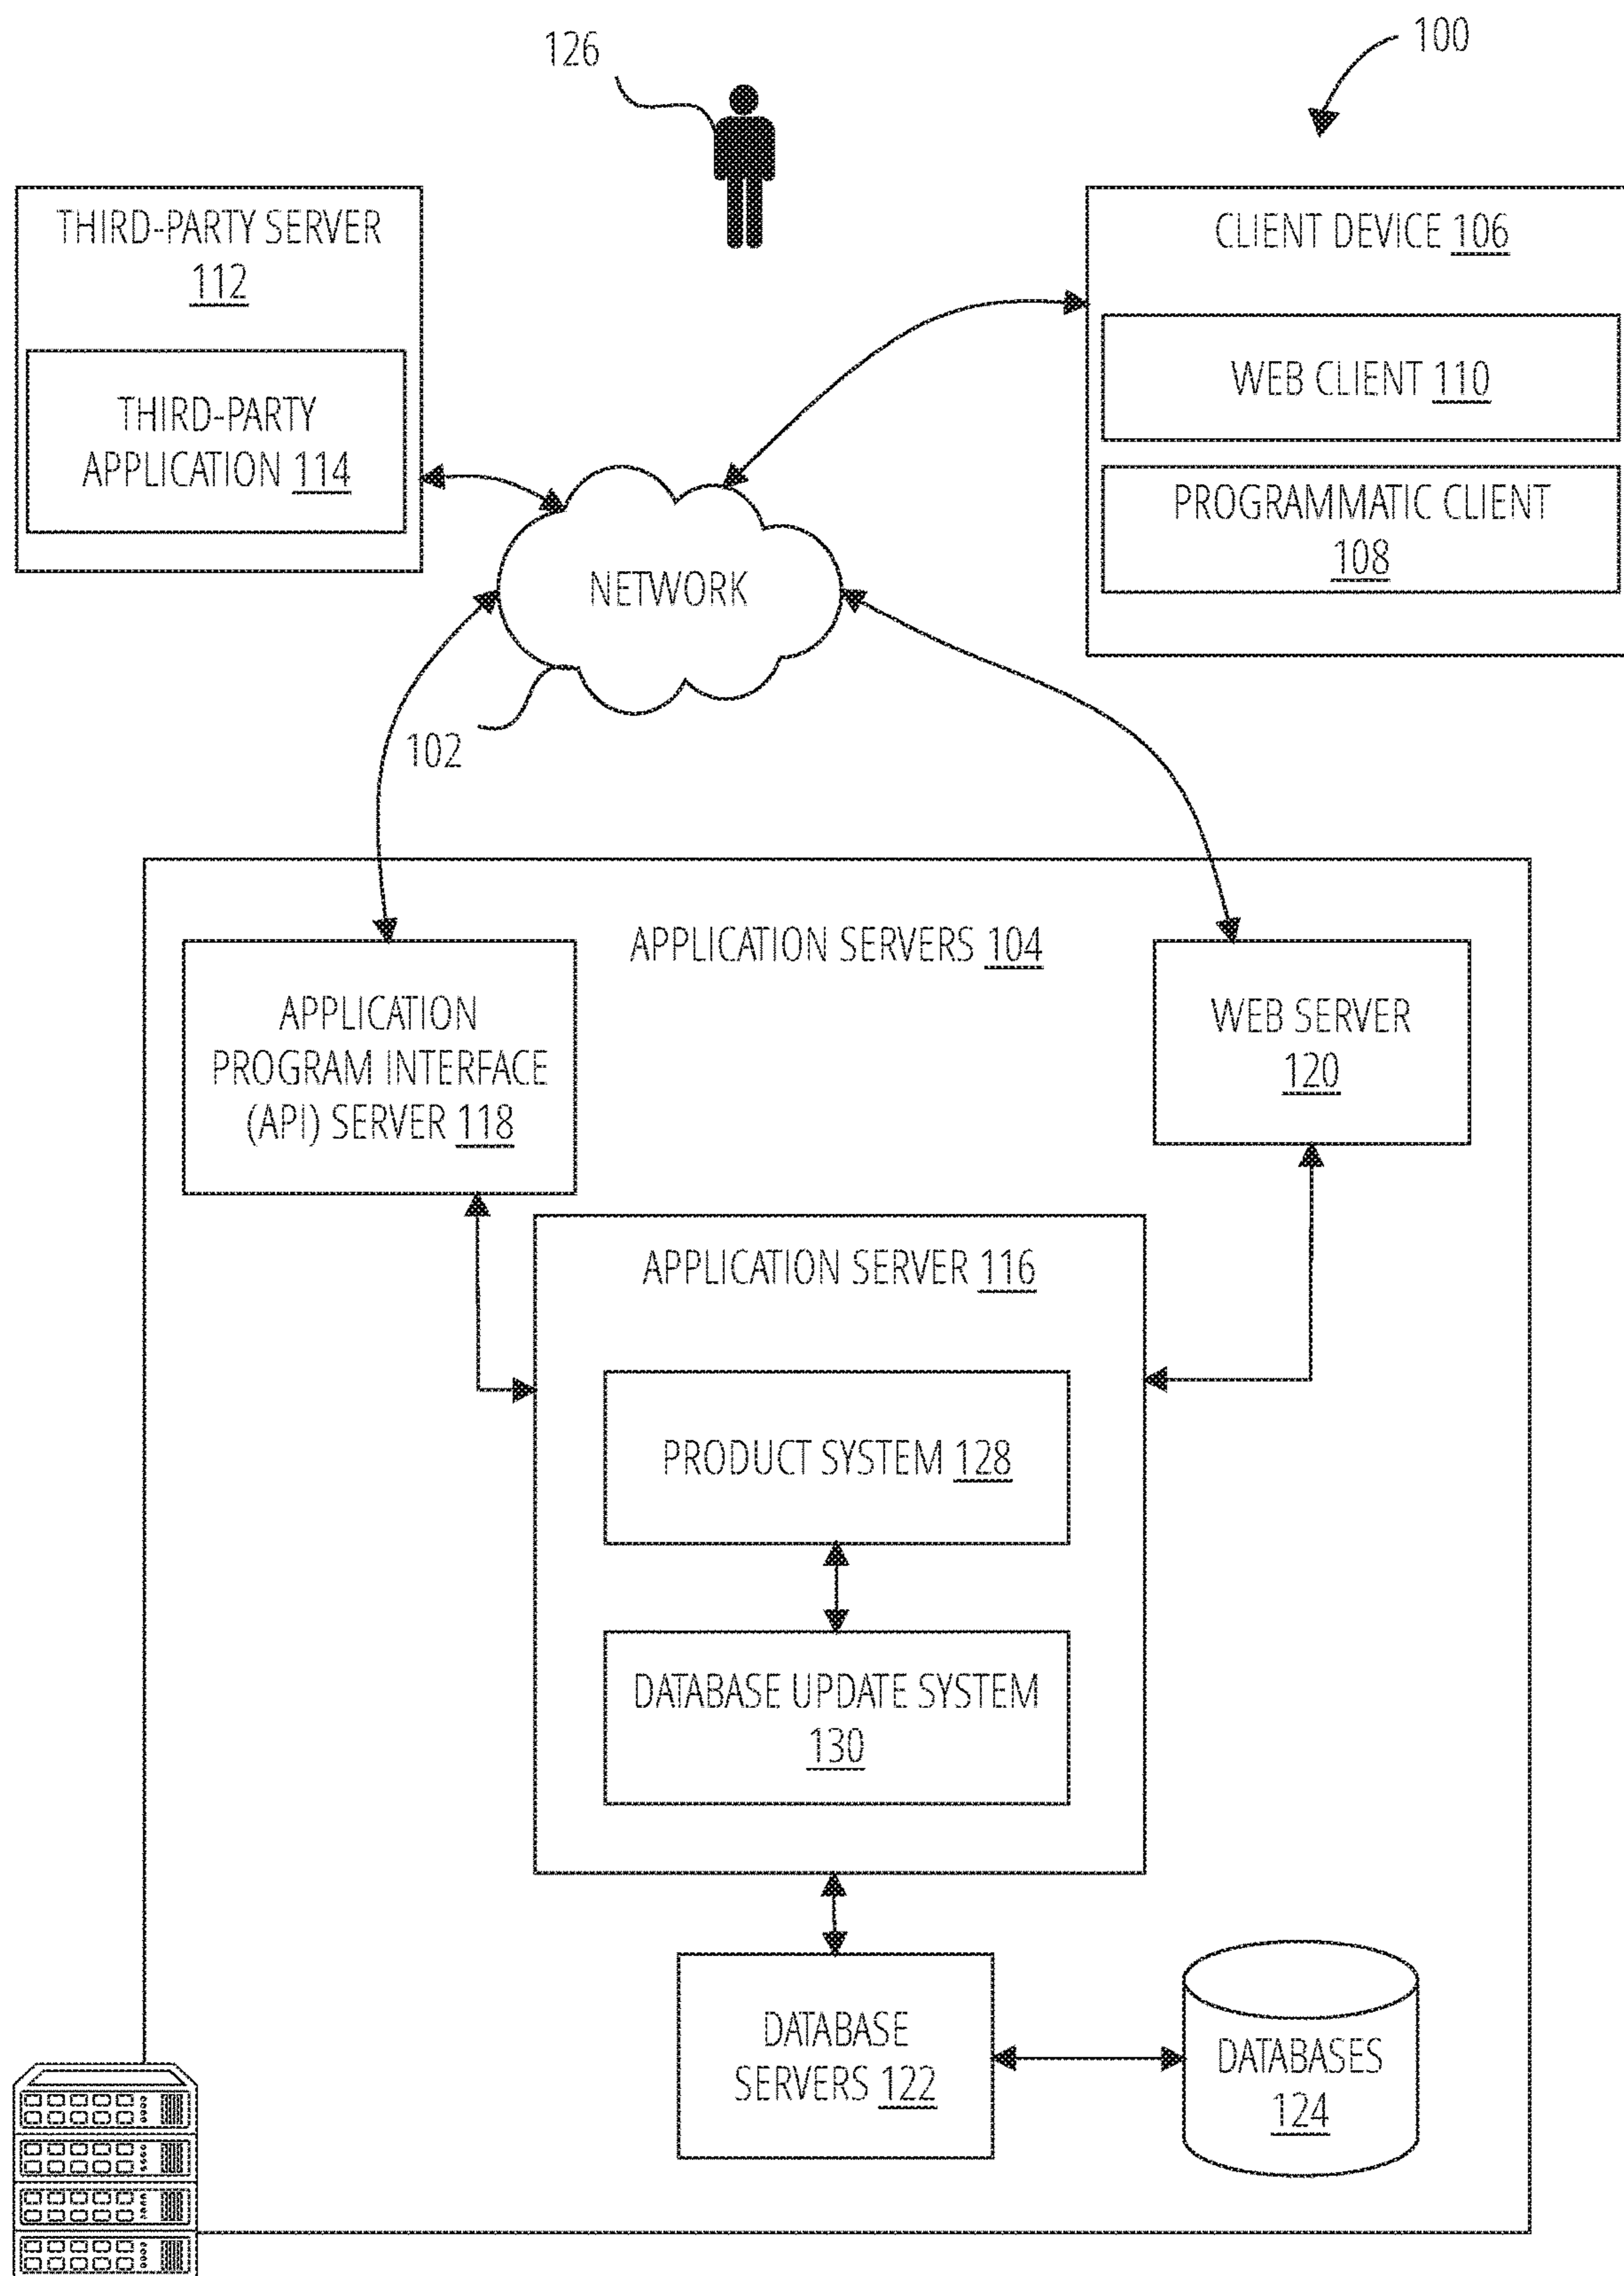 126
100
THIRD-PARTY SERVER
112
THIRD-PARTY
APPLICATION 114
CLIENT DEVICE 106
WEB CLIENT 110
PROGRAMMATIC CLIENT
108
NETWORK
102
APPLICATION SERVERS 104
APPLICATION
PROGRAM INTERFACE
(API) SERVER 118
WEB SERVER
120
APPLICATION SERVER 116
PRODUCT SYSTEM 128
DATABASE UPDATE SYSTEM
130
DATABASE
SERVERS 122
DATABASES
124